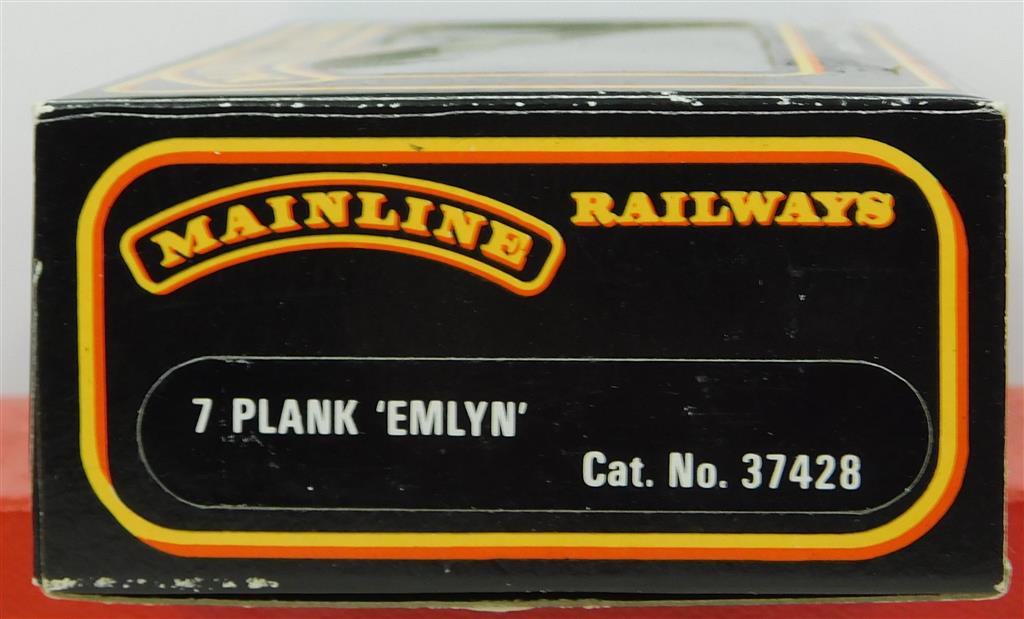 MAINLINE RAILWAYS
7 PLANK 'EMLYN'
Cat. No. 37428